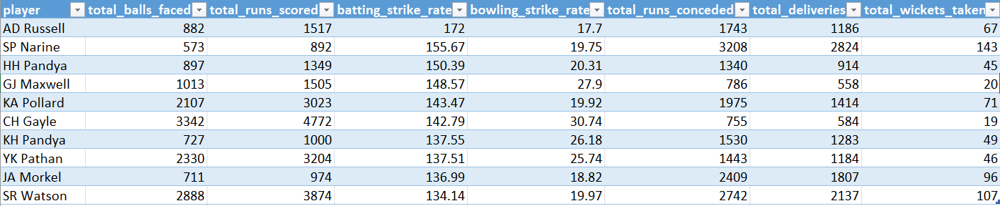 player total_balls_faced total_runs_scored batting_strike_rate bowling_strike_rate total_runs_conceded total_deliveries total_wickets_taken
AD Russell 882 1517 172 17.7 1743 1186 67
SP Narine 573 892 155.67 19.75 3208 2824 143
HH Pandya 897 1349 150.39 20.31 1340 914 45
GJ Maxwell 1013 1505 148.57 27.9 786 558 20
KA Pollard 2107 3023 143.47 19.92 1975 1414 71
CH Gayle 3342 4772 142.79 30.74 755 584 19
KH Pandya 727 1000 137.55 26.18 1530 1283 49
YK Pathan 2330 3204 137.51 25.74 1443 1184 46
JA Morkel 711 974 136.99 18.82 2409 1807 96
SR Watson 2888 3874 134.14 19.97 2742 2137 107